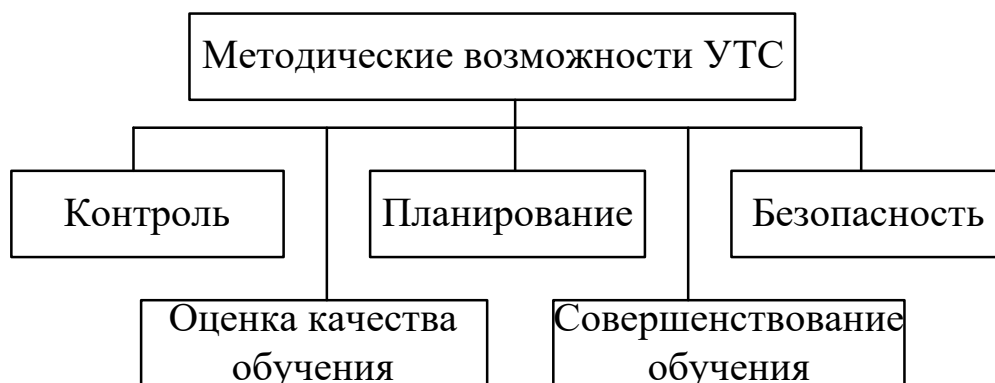 Методические возможности УТС
Контроль
Планирование
Безопасность
Оценка качества
обучения
Совершенствование
обучения